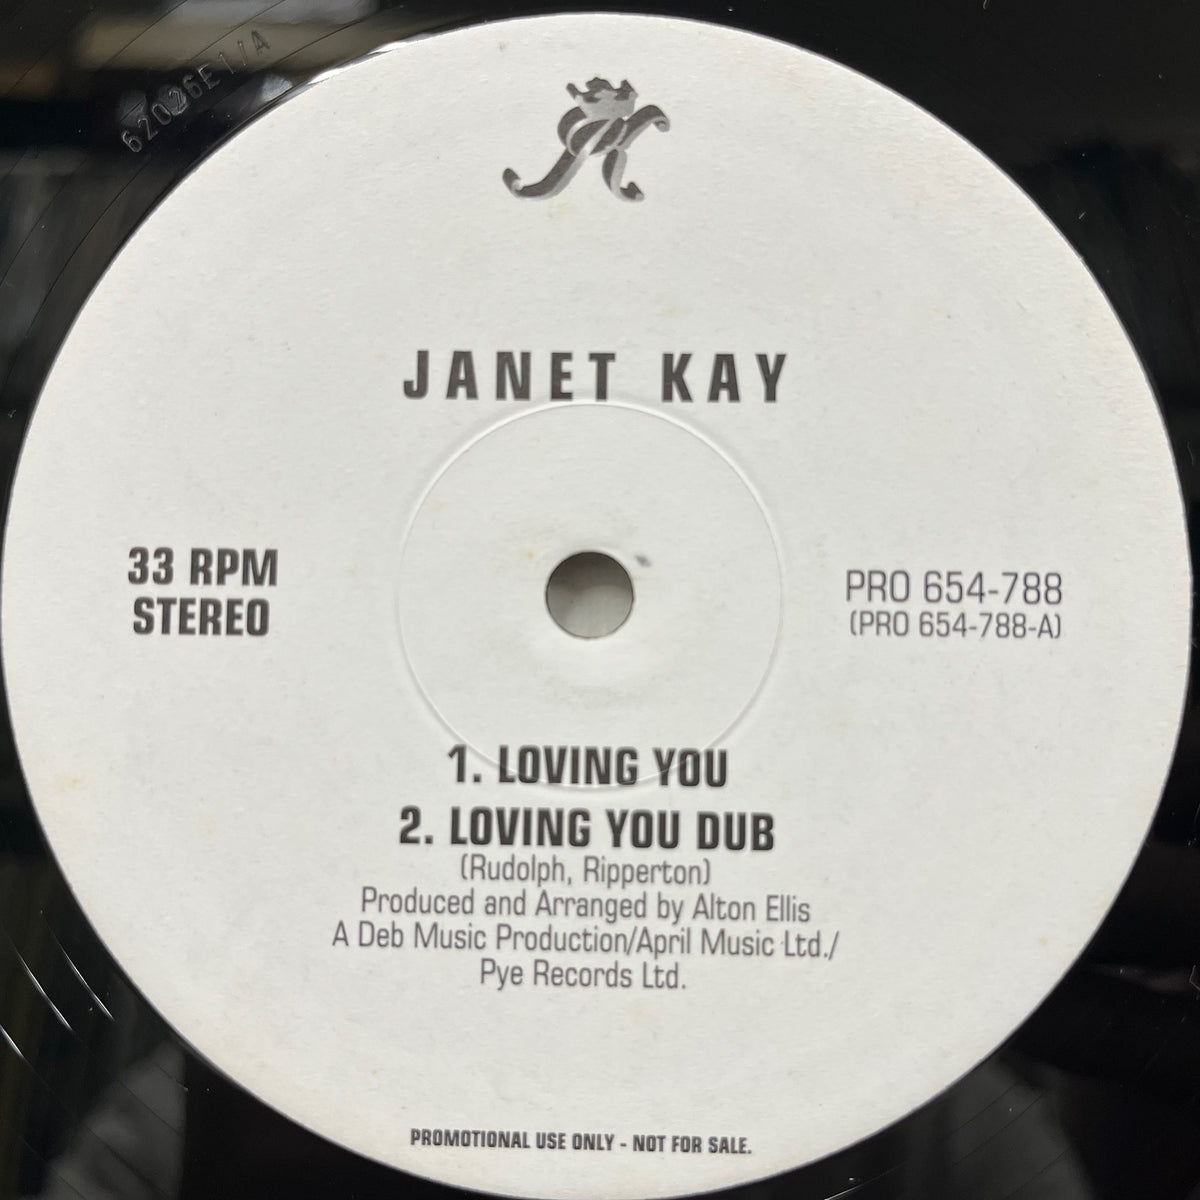 62026E1/A
JANET KAY
33 RPM
STEREO
PRO 654-788
(PRO 654-788-A)
1. LOVING YOU
2. LOVING YOU DUB
(Rudolph, Ripperton)
Produced and Arranged by Alton Ellis
A Deb Music Production/April Music Ltd./
Pye Records Ltd.
PROMOTIONAL USE ONLY - NOT FOR SALE.